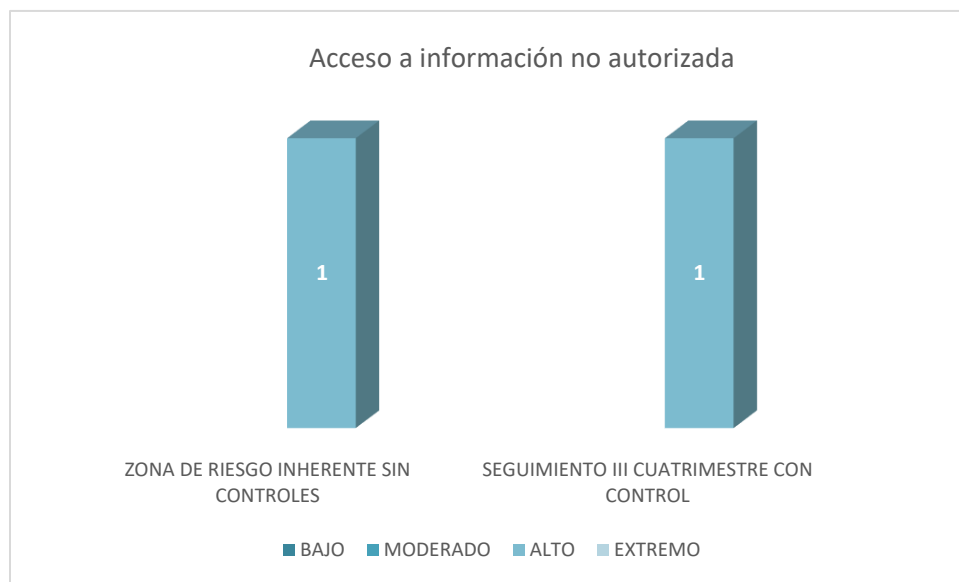 Acceso a información no autorizada
1
1
ZONA DE RIESGO INHERENTE SIN
CONTROLES
SEGUIMIENTO III CUATRIMESTRE CON
CONTROL
BAJO MODERADO ALTO EXTREMO